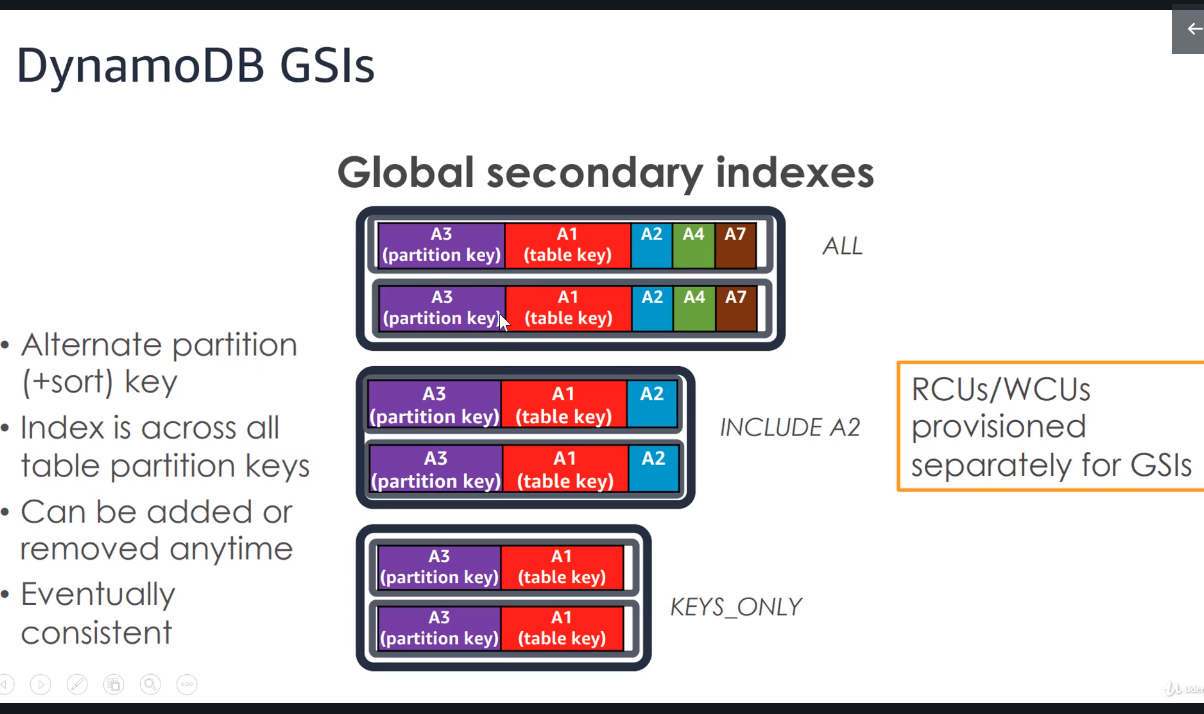 DynamoDB GSIs
Global secondary indexes
A3 A1 A2 A4 A7
(partition key) (table key)
ALL
A3 A1 A2 A4 A7
(partition key) (table key)
• Alternate partition
(+sort) key
• Index is across all
table partition keys
• Can be added or
removed anytime
• Eventually
consistent
A3 A1 A2
(partition key) (table key)
INCLUDE A2
A3 A1 A2
(partition key) (table key)
A3 A1
(partition key) (table key)
KEYS_ONLY
A3 A1
(partition key) (table key)
RCUs/WCUs
provisioned
separately for GSIs